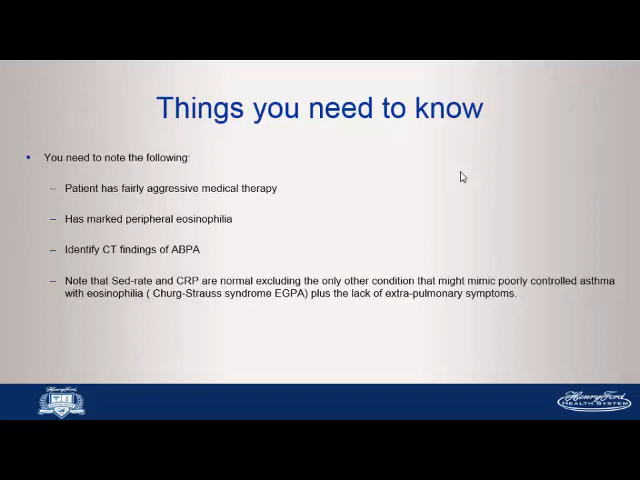 Things you need to know
▪ You need to note the following:
– Patient has fairly aggressive medical therapy
– Has marked peripheral eosinophilia
– Identify CT findings of ABPA
– Note that Sed-rate and CRP are normal excluding the only other condition that might mimic poorly controlled asthma
with eosinophilia ( Churg-Strauss syndrome EGPA) plus the lack of extra-pulmonary symptoms.
Henry Ford
HEALTH SYSTEM